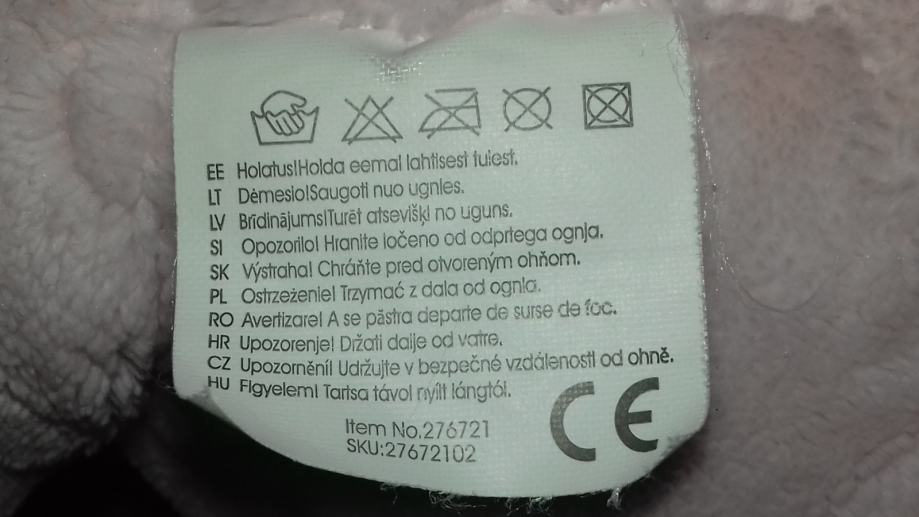 EE Holatus!Holda eemal lahtisest tulest.
LT Dėmesio!Saugoti nuo ugnies.
LV Brīdinājums!Turēt atsevišķi no uguns.
SI Opozorilo! Hranite ločeno od odprtega ognja.
SK Výstraha! Chráňte pred otvoreným ohňom.
PL Ostrzeżenie! Trzymać z dala od ognia.
RO Avertizare! A se păstra departe de surse de foc.
HR Upozorenje! Držati dalje od vatre.
CZ Upozornění! Udržujte v bezpečné vzdálenosti od ohně.
HU Figyelem! Tartsa távol nyílt lángtól.
Item No.276721
SKU:27672102
CE